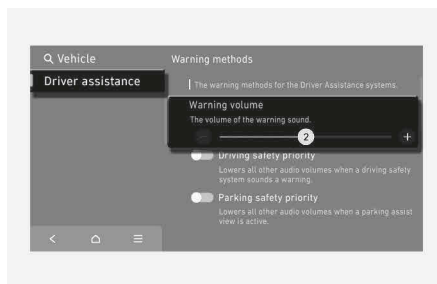 Vehicle
Warning methods
Driver assistance
The warning methods for the Driver Assistance systems.
Warning volume
The volume of the warning sound.
2
Driving safety priority
Lowers all other audio volumes when a driving safety
system sounds a warning.
Parking safety priority
Lowers all other audio volumes when a parking assist
view is active.